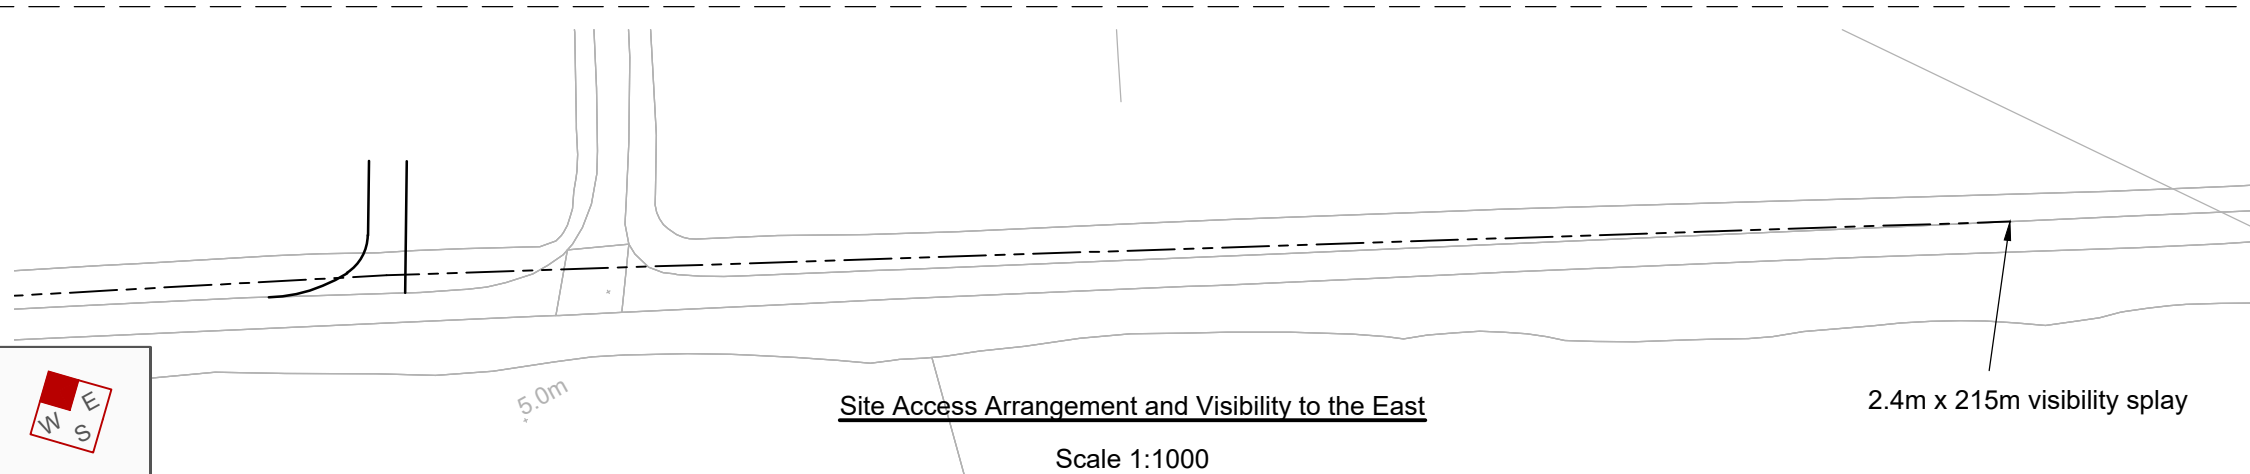 E
W
S
5.0m
Site Access Arrangement and Visibility to the East
2.4m x 215m visibility splay
Scale 1:1000